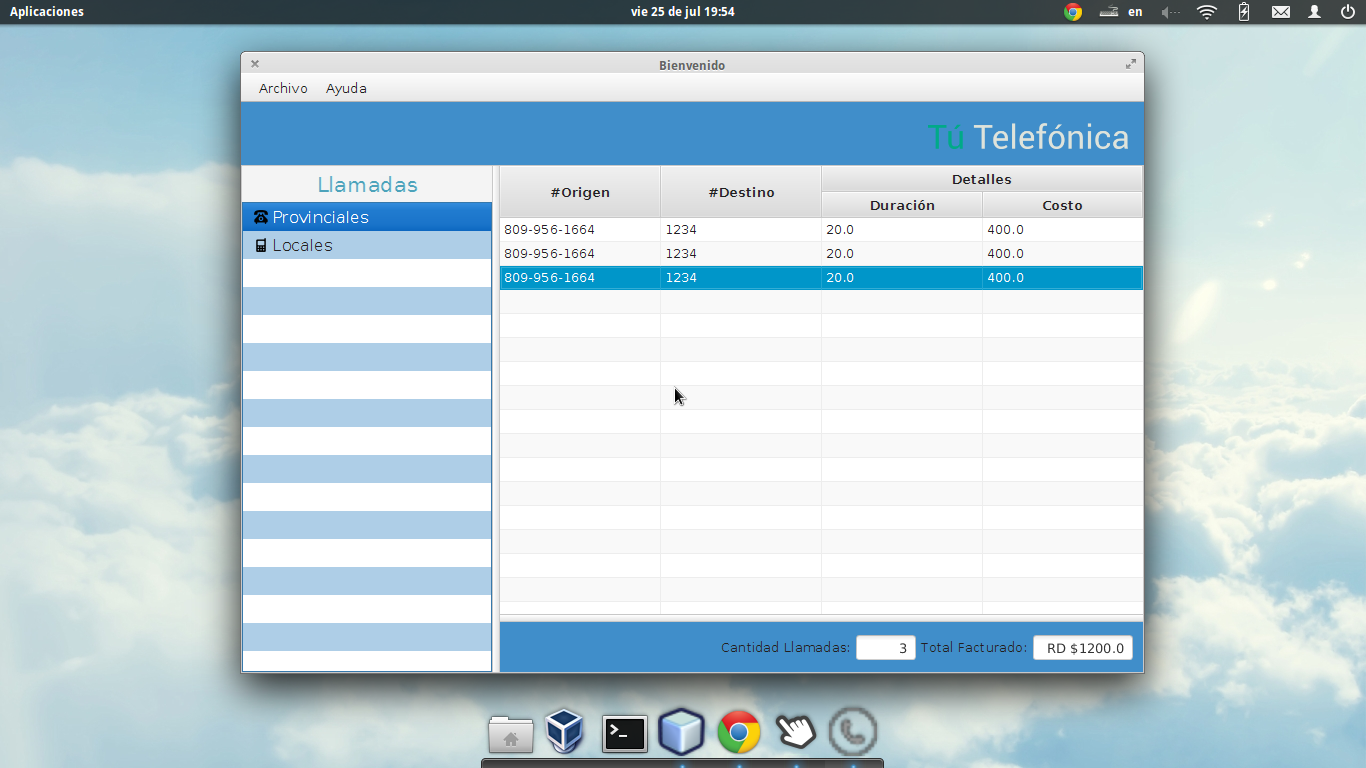 Aplicaciones vie 25 de jul 19:54 en
Bienvenido
Archivo Ayuda
Tú Telefónica
Llamadas
Provinciales
Locales
#Origen #Destino Detalles
Duración Costo
809-956-1664 1234 20.0 400.0
809-956-1664 1234 20.0 400.0
809-956-1664 1234 20.0 400.0
Cantidad Llamadas: 3 Total Facturado: RD $1200.0
>_